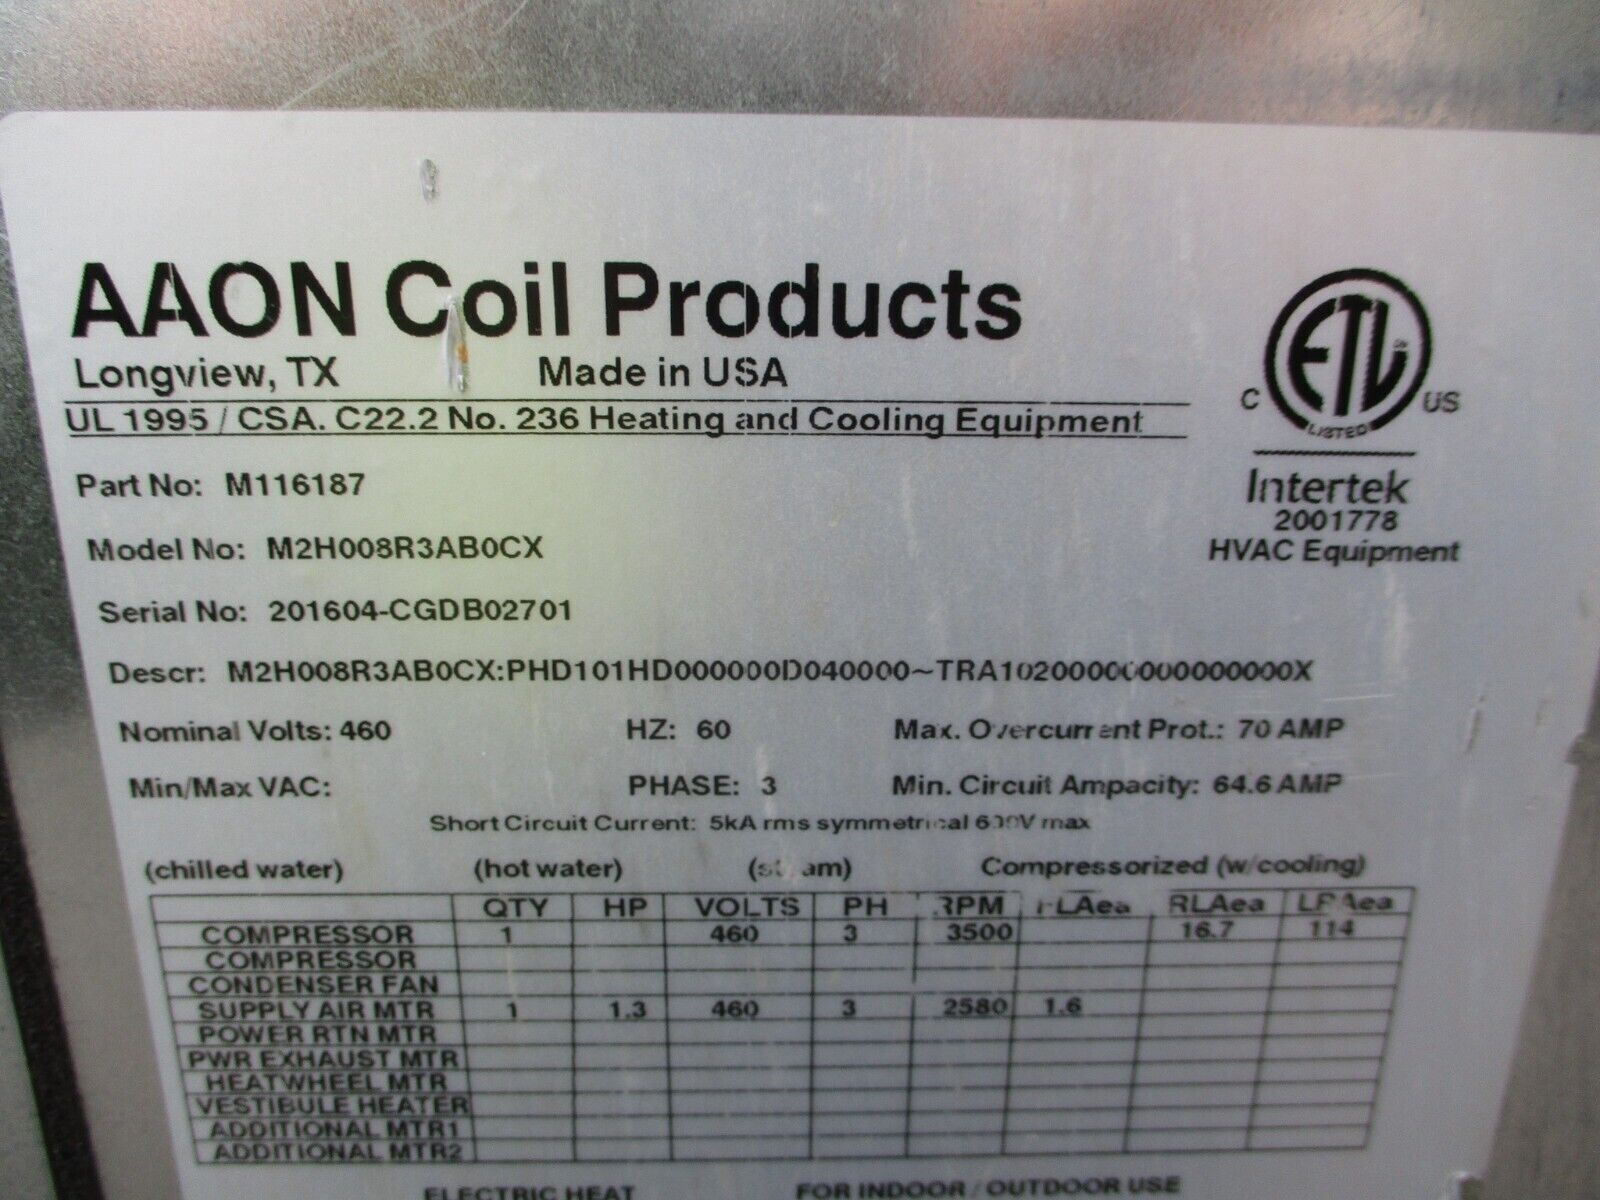 AAON Coil Products
Longview, TX Made in USA
UL 1995 / CSA. C22.2 No. 236 Heating and Cooling Equipment
ETL
C US
LISTED
Intertek
2001778
HVAC Equipment
Part No: M116187
Model No: M2H008R3AB0CX
Serial No: 201604-CGDB02701
Descr: M2H008R3AB0CX:PHD101HD000000D040000~TRA10200000000000000X
Nominal Volts: 460 HZ: 60 Max. Overcurrent Prot.: 70 AMP
Min/Max VAC: PHASE: 3 Min. Circuit Ampacity: 64.6 AMP
Short Circuit Current: 5kA rms symmetrical 600V max
(chilled water) (hot water) (steam) Compressorized (w/cooling)
QTY HP VOLTS PH RPM FLAea RLAea LRAea
COMPRESSOR 1 460 3 3500 16.7 114
COMPRESSOR
CONDENSER FAN
SUPPLY AIR MTR 1 1.3 460 3 2580 1.6
POWER RTN MTR
PWR EXHAUST MTR
HEATWHEEL MTR
VESTIBULE HEATER
ADDITIONAL MTR1
ADDITIONAL MTR2
ELECTRIC HEAT FOR INDOOR / OUTDOOR USE